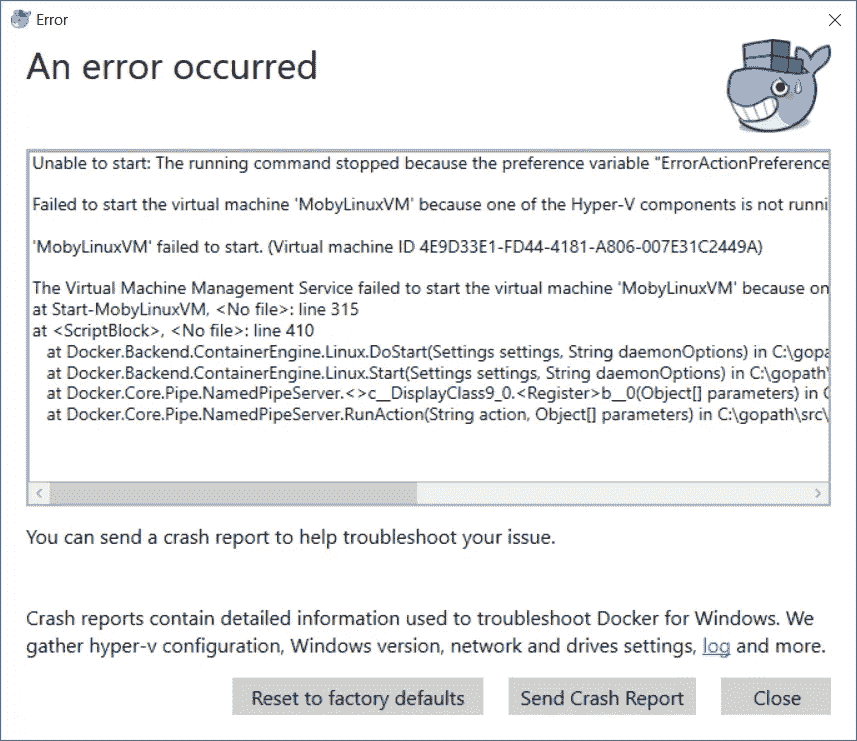 Error
An error occurred
Unable to start: The running command stopped because the preference variable "ErrorActionPreference
Failed to start the virtual machine 'MobyLinuxVM' because one of the Hyper-V components is not runni
'MobyLinuxVM' failed to start. (Virtual machine ID 4E9D33E1-FD44-4181-A806-007E31C2449A)
The Virtual Machine Management Service failed to start the virtual machine 'MobyLinuxVM' because on
at Start-MobyLinuxVM, <No file>: line 315
at <ScriptBlock>, <No file>: line 410
at Docker.Backend.ContainerEngine.Linux.DoStart(Settings settings, String daemonOptions) in C:\gopa
at Docker.Backend.ContainerEngine.Linux.Start(Settings settings, String daemonOptions) in C:\gopath\
at Docker.Core.Pipe.NamedPipeServer.<>c__DisplayClass9_0.<Register>b__0(Object[] parameters) in C
at Docker.Core.Pipe.NamedPipeServer.RunAction(String action, Object[] parameters) in C:\gopath\src\
You can send a crash report to help troubleshoot your issue.
Crash reports contain detailed information used to troubleshoot Docker for Windows. We
gather hyper-v configuration, Windows version, network and drives settings, log and more.
Reset to factory defaults
Send Crash Report
Close